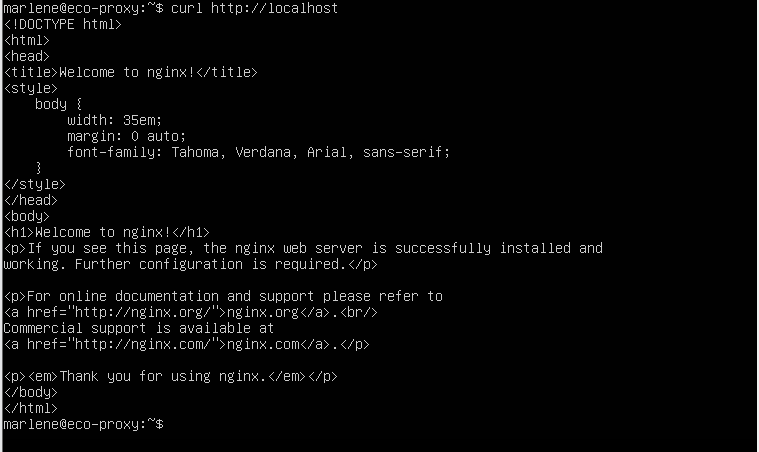 marlene@eco-proxy:~$ curl http://localhost
<!DOCTYPE html>
<html>
<head>
<title>Welcome to nginx!</title>
<style>
    body {
        width: 35em;
        margin: 0 auto;
        font-family: Tahoma, Verdana, Arial, sans-serif;
    }
</style>
</head>
<body>
<h1>Welcome to nginx!</h1>
<p>If you see this page, the nginx web server is successfully installed and
working. Further configuration is required.</p>

<p>For online documentation and support please refer to
<a href="http://nginx.org/">nginx.org</a>.<br/>
Commercial support is available at
<a href="http://nginx.com/">nginx.com</a>.</p>

<p><em>Thank you for using nginx.</em></p>
</body>
</html>
marlene@eco-proxy:~$